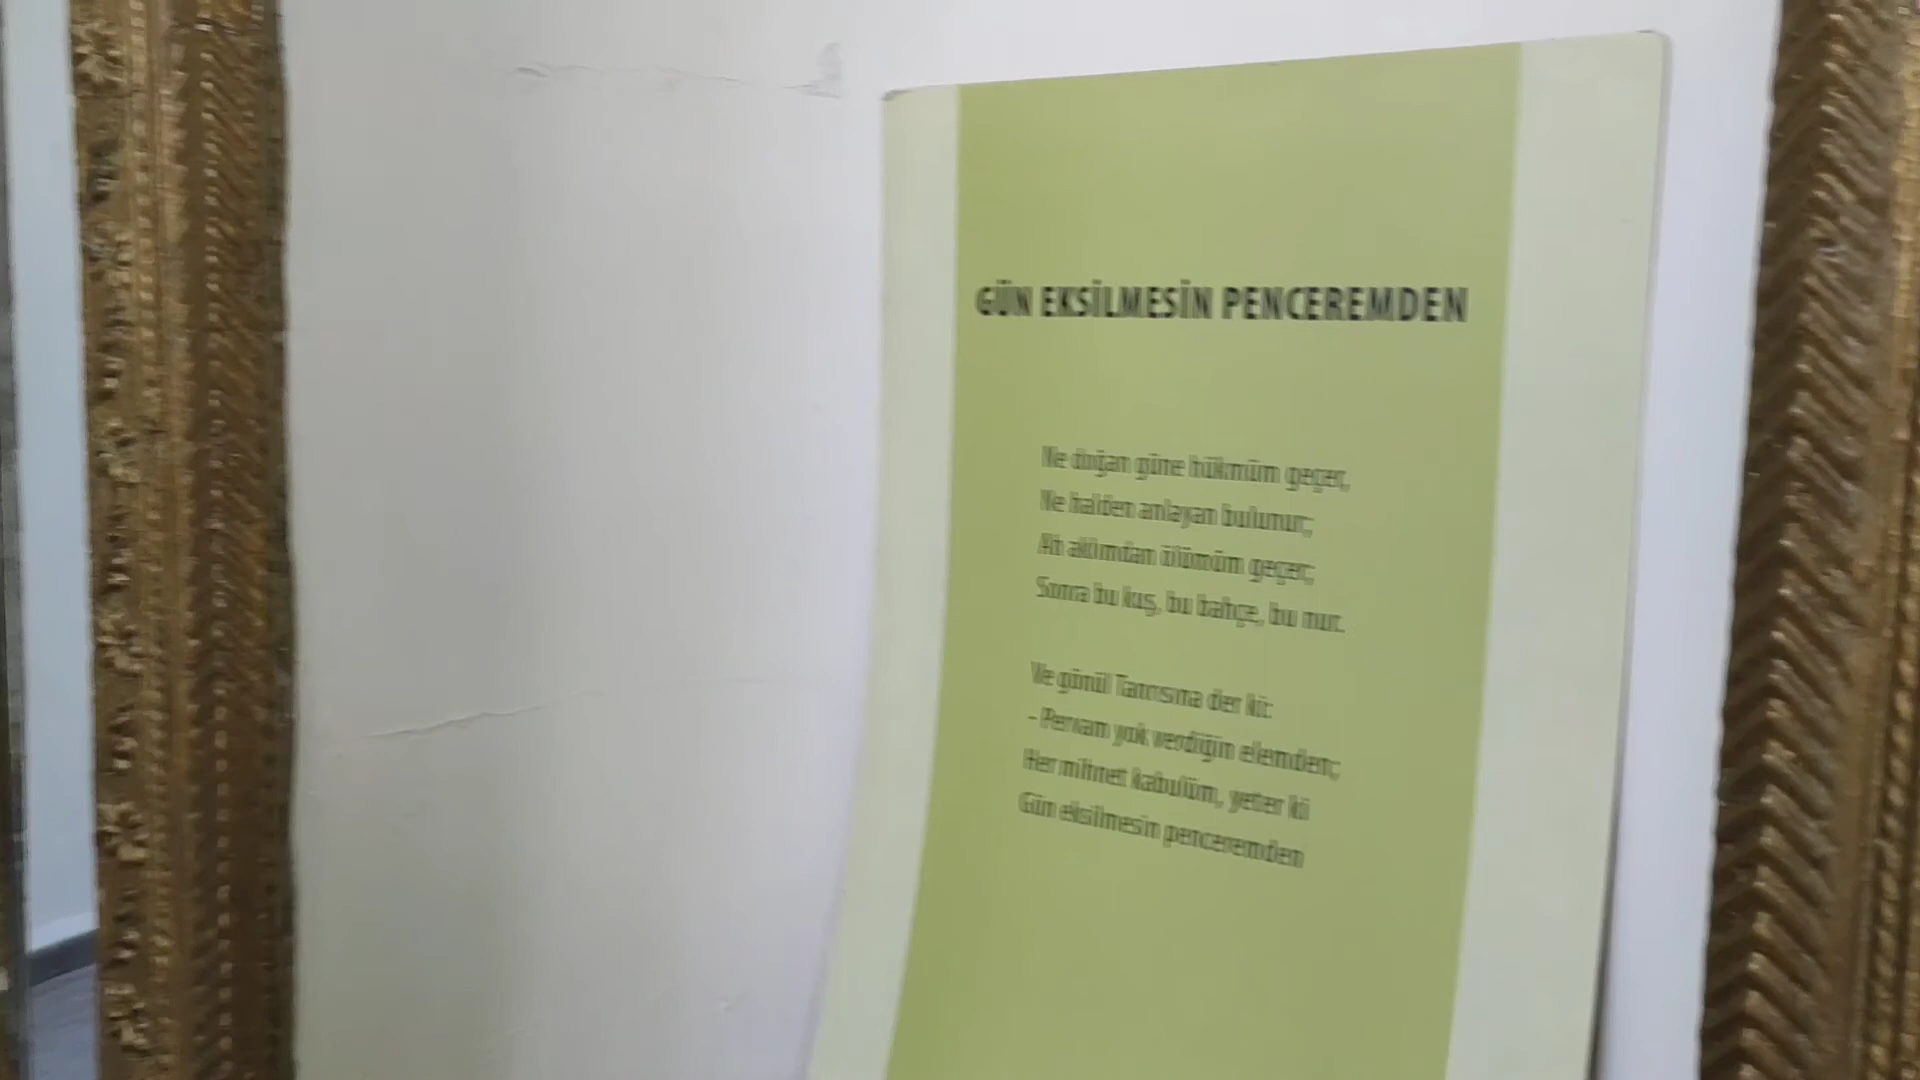 GÜN EKSİLMESİN PENCEREMDEN
Ne doğan güne hükmüm geçer,
Ne halden anlayan bulunur;
Ah aklımdan ölümüm geçer;
Sonra bu kuş, bu bahçe, bu nur.
Ve gönül Tanrısına der ki:
- Pervam yok verdiğin elemden;
Her mihnet kabulüm, yeter ki
Gün eksilmesin penceremden